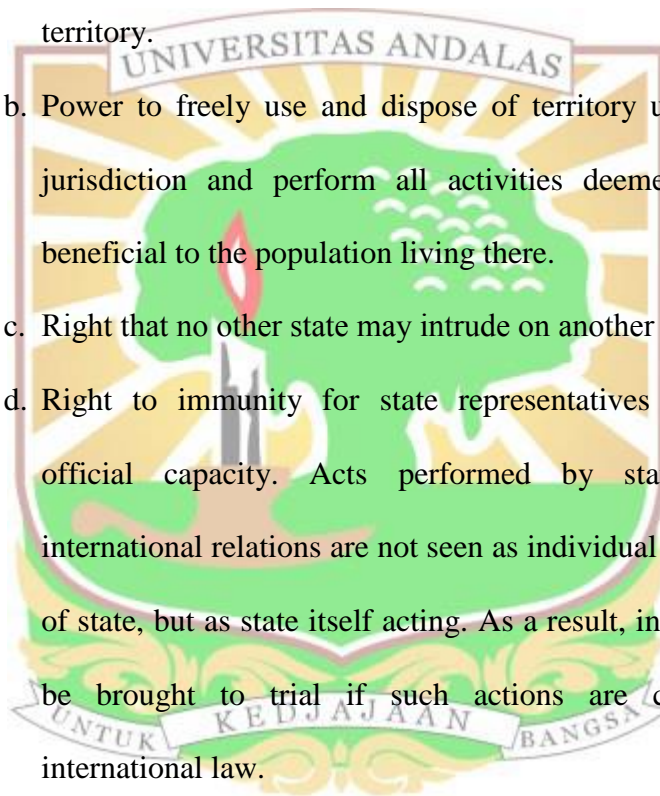 territory.
UNIVERSITAS ANDALAS
b. Power to freely use and dispose of territory u
jurisdiction and perform all activities deeme
beneficial to the population living there.
c. Right that no other state may intrude on another
d. Right to immunity for state representatives
official capacity. Acts performed by sta
international relations are not seen as individual
of state, but as state itself acting. As a result, in
be brought to trial if such actions are c
UNTUK KEDJAJAAN BANGSA
international law.